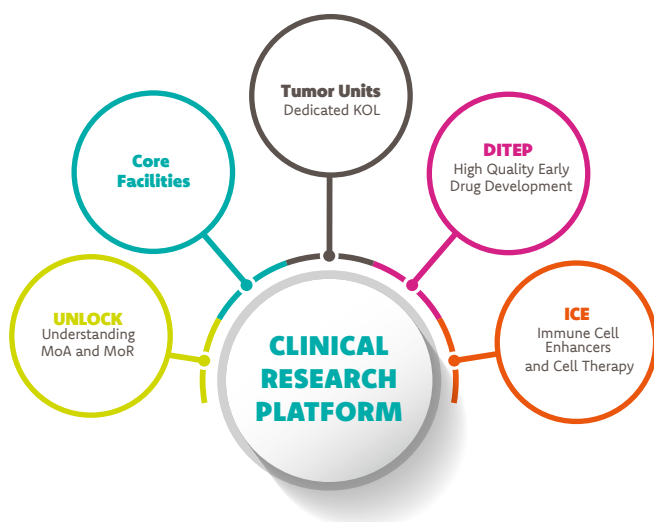 Tumor Units
Dedicated KOL
Core
Facilities
DITEP
High Quality Early
Drug Development
UNLOCK
Understanding
MoA and MoR
ICE
Immune Cell
Enhancers
and Cell Therapy
CLINICAL
RESEARCH
PLATFORM